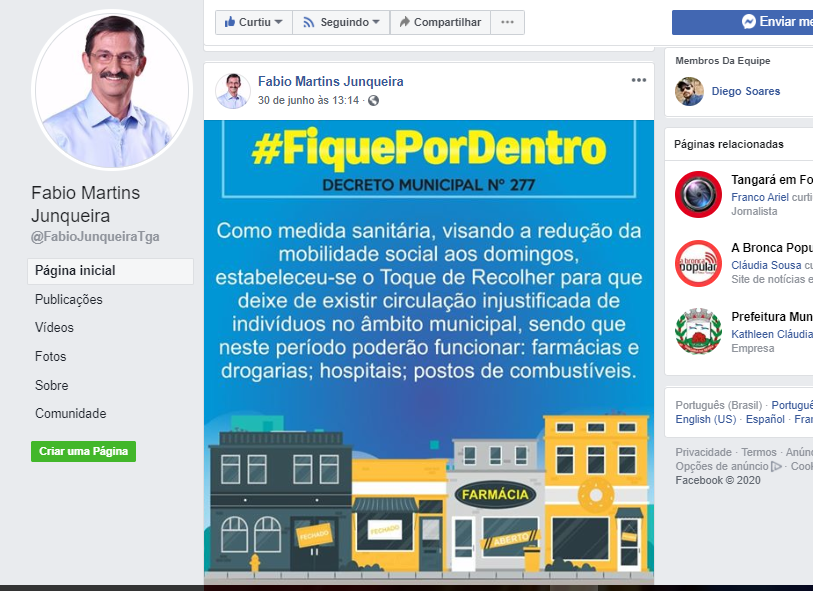 Curtiu
Seguindo
Compartilhar
Enviar me
Fabio Martins
Junqueira
@FabioJunqueiraTga
Página inicial
Publicações
Vídeos
Fotos
Sobre
Comunidade
Criar uma Página
Fabio Martins Junqueira
30 de junho às 13:14 ·
#FiquePorDentro
DECRETO MUNICIPAL Nº 277
Como medida sanitária, visando a redução da
mobilidade social aos domingos,
estabeleceu-se o Toque de Recolher para que
deixe de existir circulação injustificada de
indivíduos no âmbito municipal, sendo que
neste período poderão funcionar: farmácias e
drogarias; hospitais; postos de combustíveis.
FARMÁCIA
FECHADO
FECHADO
ABERTO
Membros Da Equipe
Diego Soares
Páginas relacionadas
Tangará em Fo
Franco Ariel curti
Jornalista
a bronca
popular
A Bronca Popu
Cláudia Sousa cu
Site de notícias e
Prefeitura Mun
Kathleen Cláudia
Empresa
Português (Brasil) · Portugu
English (US) · Español · Fran
Privacidade · Termos · Anúnc
Opções de anúncio · Cook
Facebook © 2020